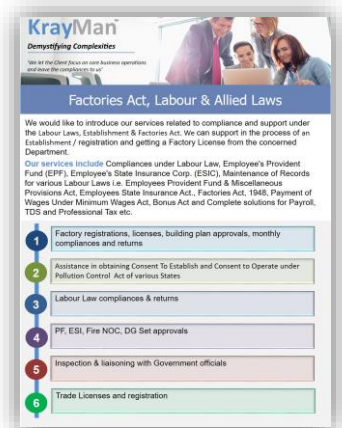 KrayMan™
Demystifying Complexities
"We let the Client focus on core business operations
and leave the compliances to us"
Factories Act, Labour & Allied Laws
We would like to introduce our services related to compliance and support under
the Labour Laws, Establishment & Factories Act. We can support in the process of an
Establishment / registration and getting a Factory License from the concerned
Department.
Our services include Compliances under Labour Law, Employee's Provident
Fund (EPF), Employee's State Insurance Corp. (ESIC), Maintenance of Records
for various Labour Laws i.e. Employees Provident Fund & Miscellaneous
Provisions Act, Employees State Insurance Act., Factories Act, 1948, Payment of
Wages Under Minimum Wages Act, Bonus Act and Complete solutions for Payroll,
TDS and Professional Tax etc.
1 Factory registrations, licenses, building plan approvals, monthly
compliances and returns
2 Assistance in obtaining Consent To Establish and Consent to Operate under
Pollution Control Act of various States
3 Labour Law compliances & returns
4 PF, ESI, Fire NOC, DG Set approvals
5 Inspection & liaisoning with Government officials
6 Trade Licenses and registration